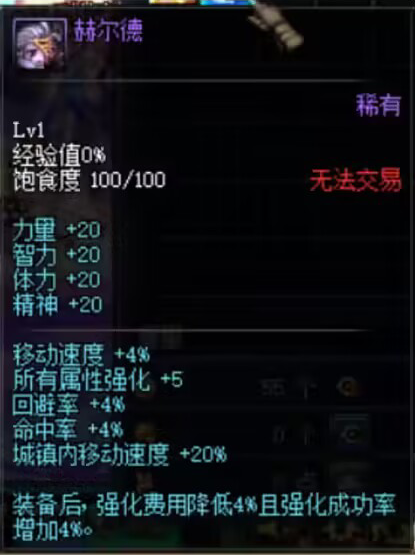 赫尔德
稀有
Lv1
经验值0%
饱食度 100/100 无法交易
力量 +20
智力 +20
体力 +20
精神 +20
移动速度 +4%
所有属性强化 +5
回避率 +4%
命中率 +4%
城镇内移动速度 +20%
装备后, 强化费用降低4%且强化成功率
增加4%。